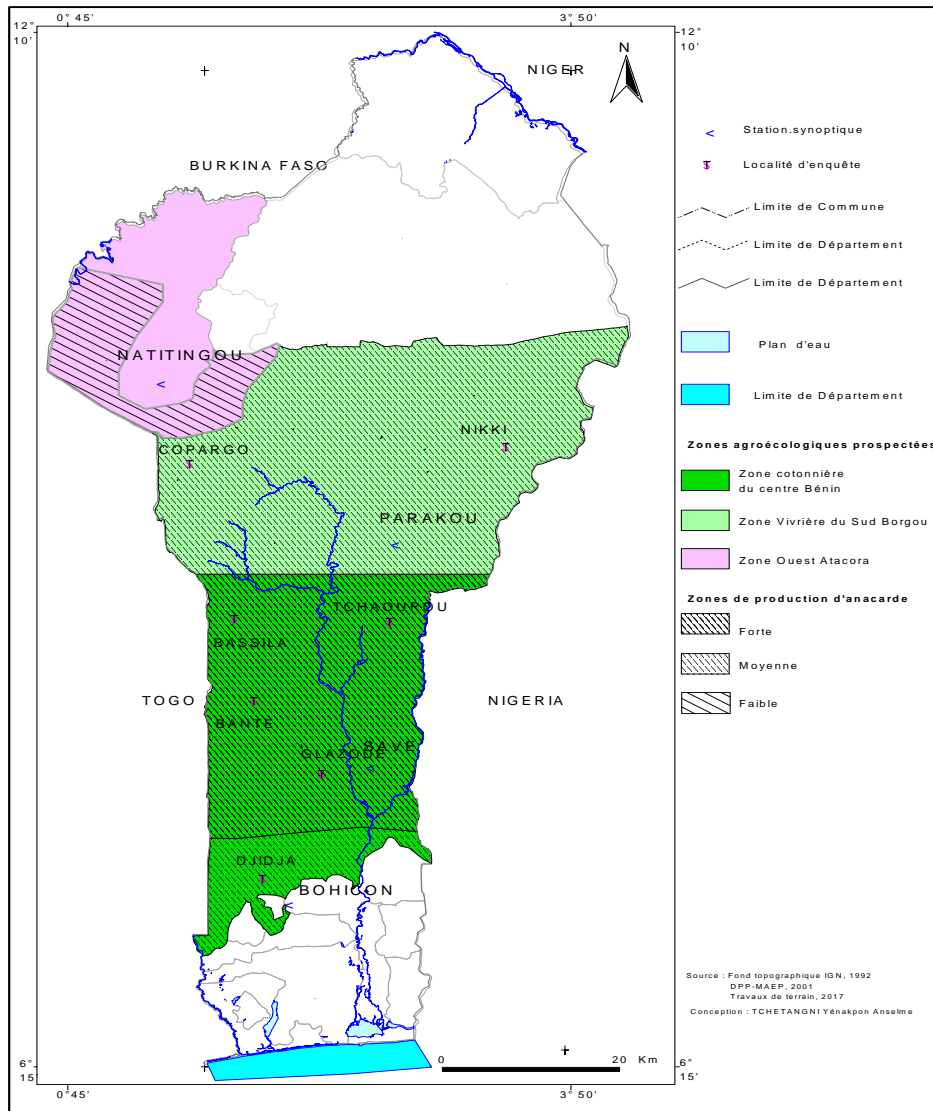 0° 45'
3° 50'
12°
10'
12°
10'
N
NIGER
BURKINA FASO
NATITINGOU
<
COPARGO
NIKKI
PARAKOU
<
TCHAOUROU
BASSILA
TOGO
NIGERIA
BANTE
SAVE
GLAZOUE
<
DJIDJA
BOHICON
<
0
20 Km
6°
15'
6°
15'
0°45'
3°50'
<
Station.synoptique
Localité d'enquête
Limite de Commune
Limite de Département
Limite de Département
Plan d'eau
Limite de Département
Zones agroécologiques prospectées
Zone cotonnière
du centre Bénin
Zone Vivrière du Sud Borgou
Zone Ouest Atacora
Zones de production d'anacarde
Forte
Moyenne
Faible
Source : Fond topographique IGN, 1992
DPP-MAEP, 2001
Travaux de terrain, 2017
Conception : TCHETANGNI Yénakpon Anselme